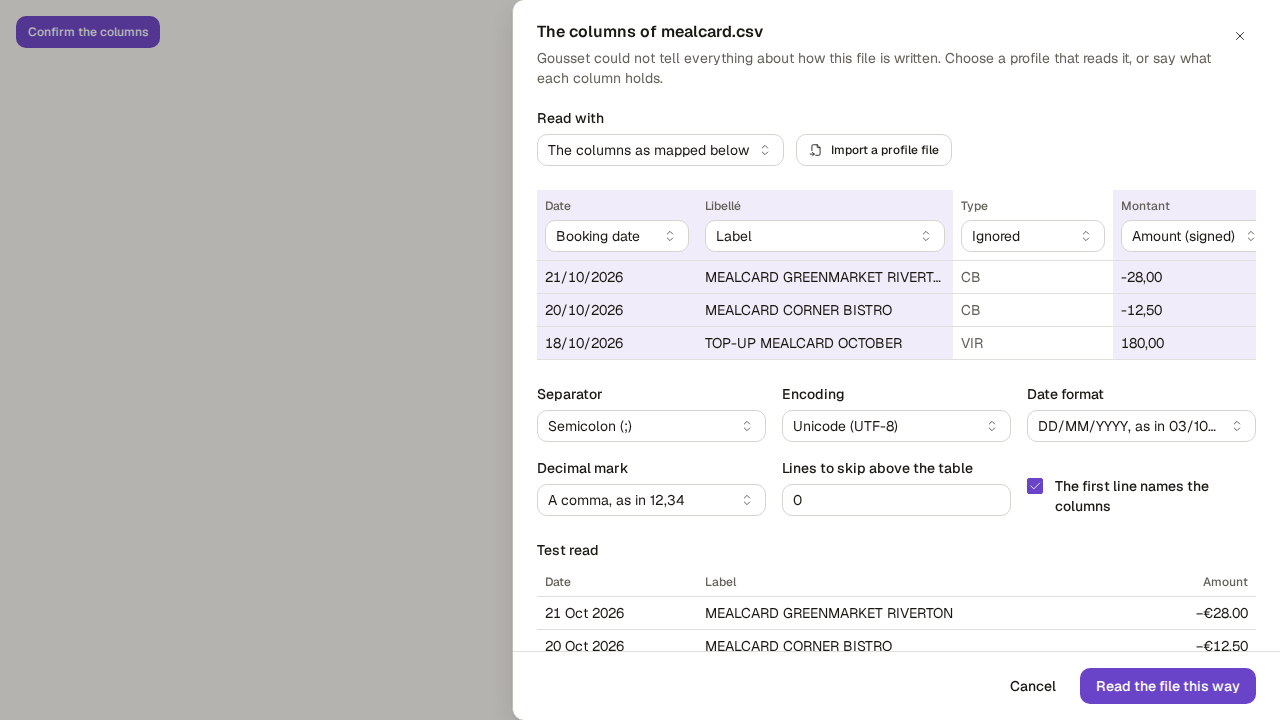 Confirm the columns
The columns of mealcard.csv
Gousset could not tell everything about how this file is written. Choose a profile that reads it, or say what
each column holds.
Read with
The columns as mapped below
Import a profile file
Date Libellé Type Montant
Booking date Label Ignored Amount (signed)
21/10/2026 MEALCARD GREENMARKET RIVERT… CB -28,00
20/10/2026 MEALCARD CORNER BISTRO CB -12,50
18/10/2026 TOP-UP MEALCARD OCTOBER VIR 180,00
Separator Encoding Date format
Semicolon (;) Unicode (UTF-8) DD/MM/YYYY, as in 03/10…
Decimal mark Lines to skip above the table
A comma, as in 12,34 0 The first line names the
columns
Test read
Date Label Amount
21 Oct 2026 MEALCARD GREENMARKET RIVERTON −€28.00
20 Oct 2026 MEALCARD CORNER BISTRO −€12.50
Cancel Read the file this way